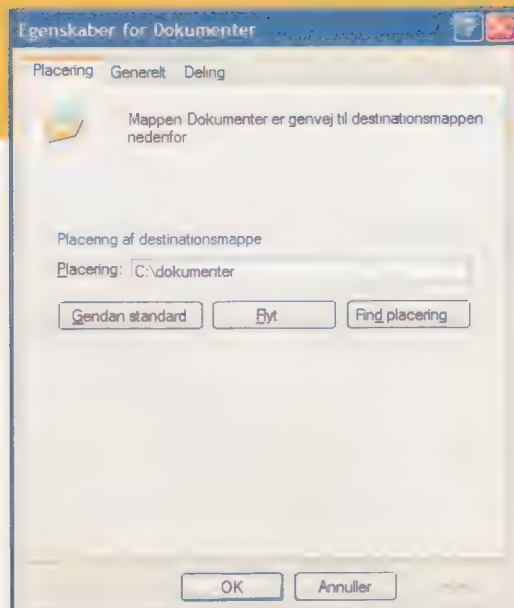 Egenskaber for Dokumenter
Placering Generelt Deling
Mappen Dokumenter er genvej til destinationsmappen
nedenfor
Placering af destinationsmappe
Placering: C:\dokumenter
Gendan standard Flyt Find placering
OK Annuller